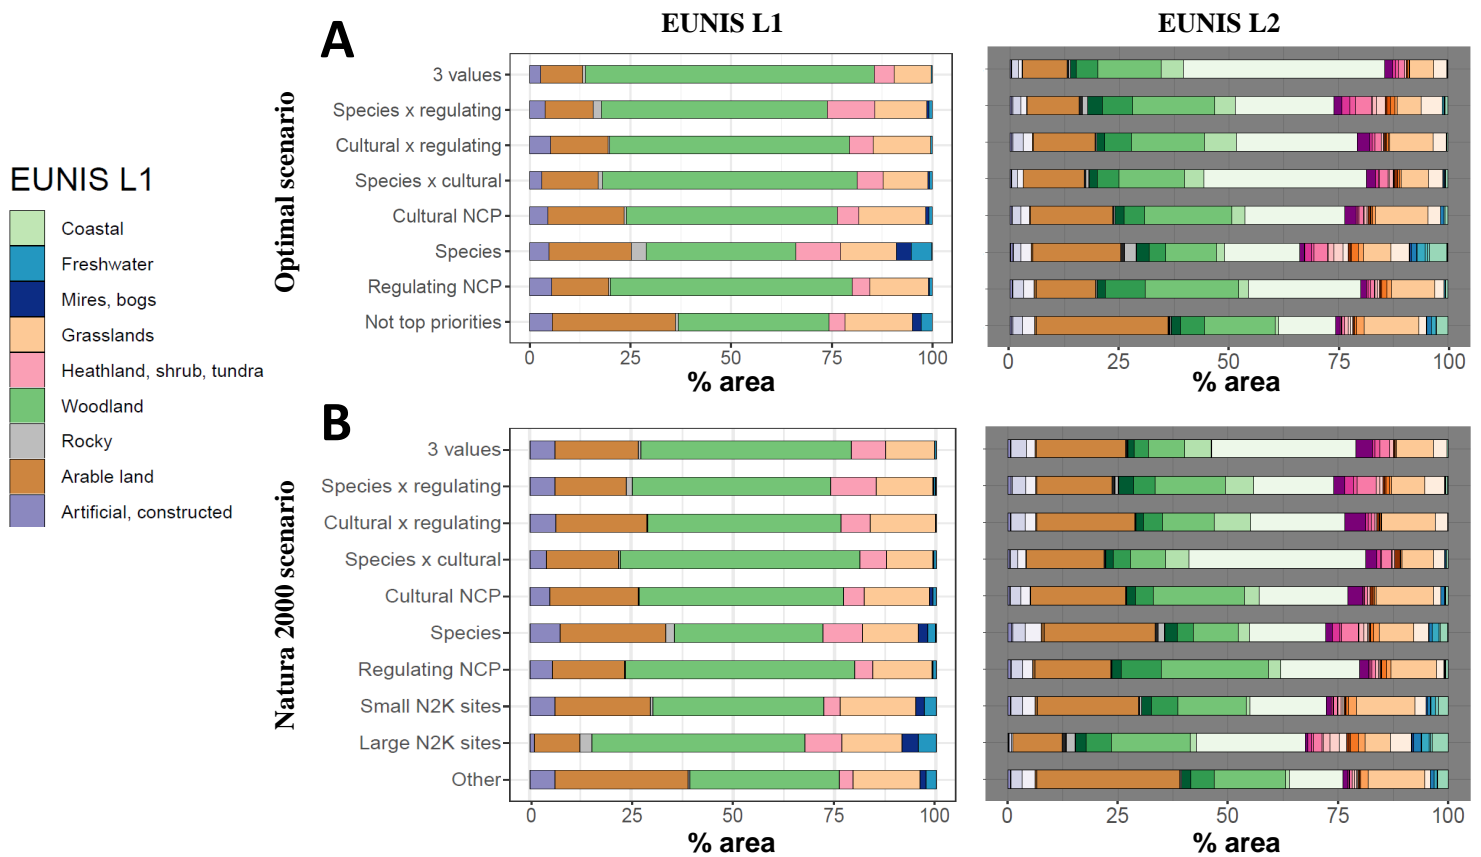 EUNIS L1
EUNIS L2
A
Optimal scenario
3 values
Species x regulating
Cultural x regulating
Species x cultural
Cultural NCP
Species
Regulating NCP
Not top priorities
0 25 50 75 100
% area
0 25 50 75 100
% area
EUNIS L1
Coastal
Freshwater
Mires, bogs
Grasslands
Heathland, shrub, tundra
Woodland
Rocky
Arable land
Artificial, constructed
B
Natura 2000 scenario
3 values
Species x regulating
Cultural x regulating
Species x cultural
Cultural NCP
Species
Regulating NCP
Small N2K sites
Large N2K sites
Other
0 25 50 75 100
% area
0 25 50 75 100
% area